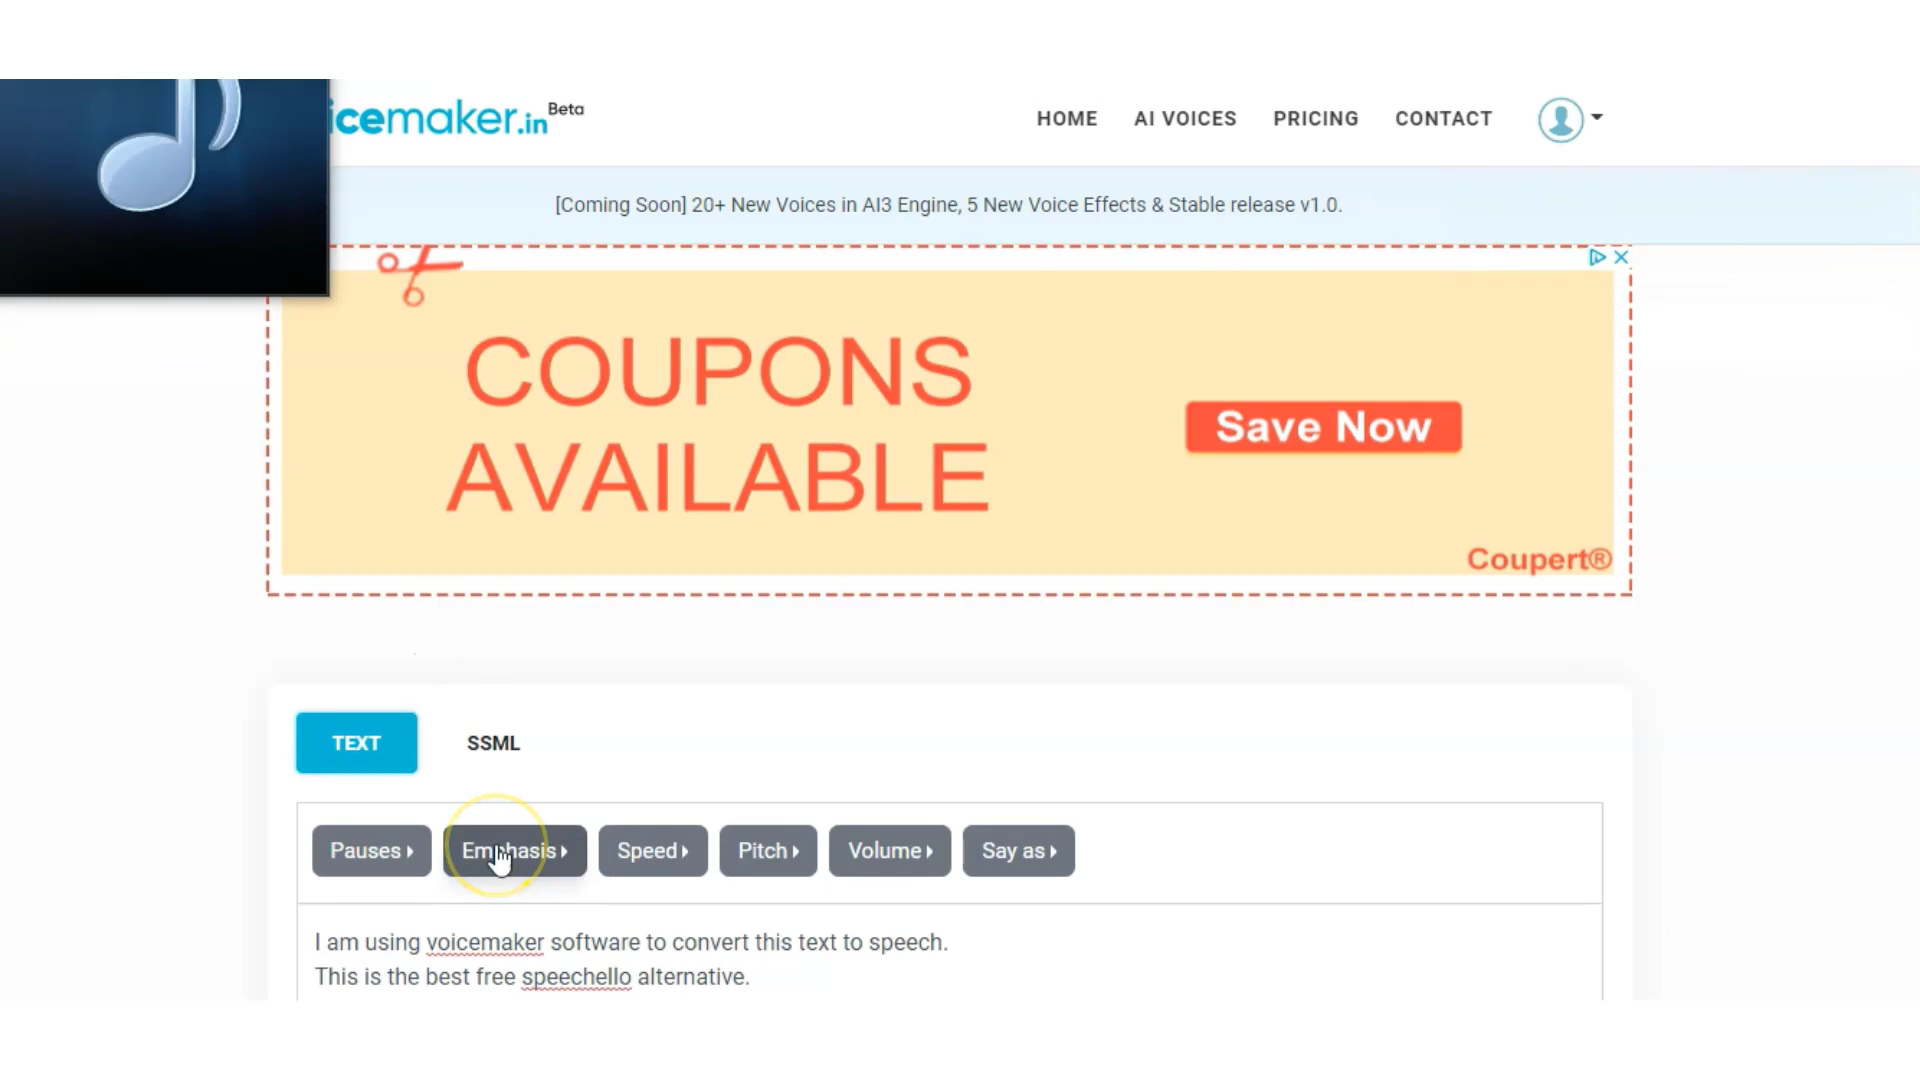 icemaker.in Beta
HOME AI VOICES PRICING CONTACT
[Coming Soon] 20+ New Voices in AI3 Engine, 5 New Voice Effects & Stable release v1.0.
COUPONS
AVAILABLE
Save Now
Coupert®
TEXT SSML
Pauses Emphasis Speed Pitch Volume Say as
I am using voicemaker software to convert this text to speech.
This is the best free speechello alternative.